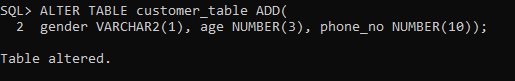 SQL> ALTER TABLE customer_table ADD(
  2  gender VARCHAR2(1), age NUMBER(3), phone_no NUMBER(10));
Table altered.